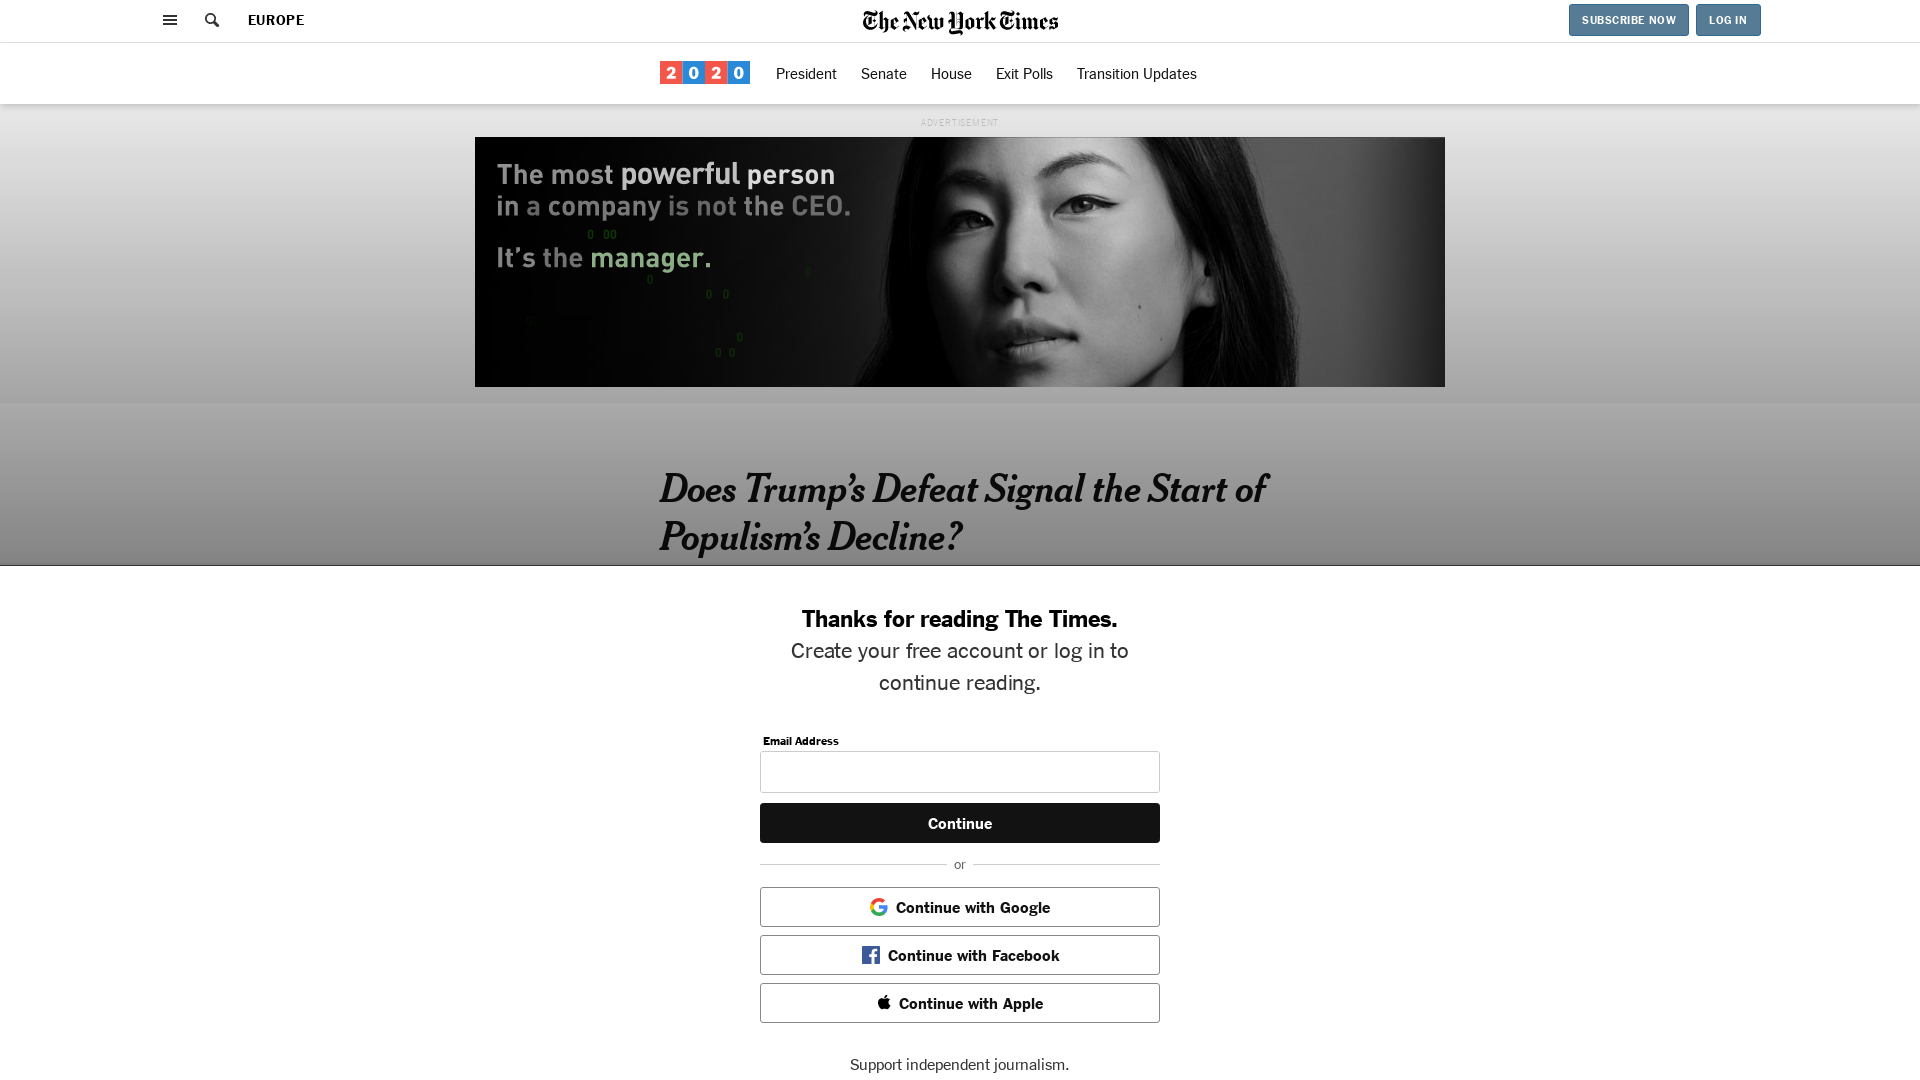 EUROPE
The New York Times
SUBSCRIBE NOW
LOG IN
2020
President
Senate
House
Exit Polls
Transition Updates
ADVERTISEMENT
The most powerful person
in a company is not the CEO.
It's the manager.
0 00
0
0 0
0
0 0
Does Trump's Defeat Signal the Start of
Populism's Decline?
Thanks for reading The Times.
Create your free account or log in to
continue reading.
Email Address
Continue
or
Continue with Google
Continue with Facebook
Continue with Apple
Support independent journalism.